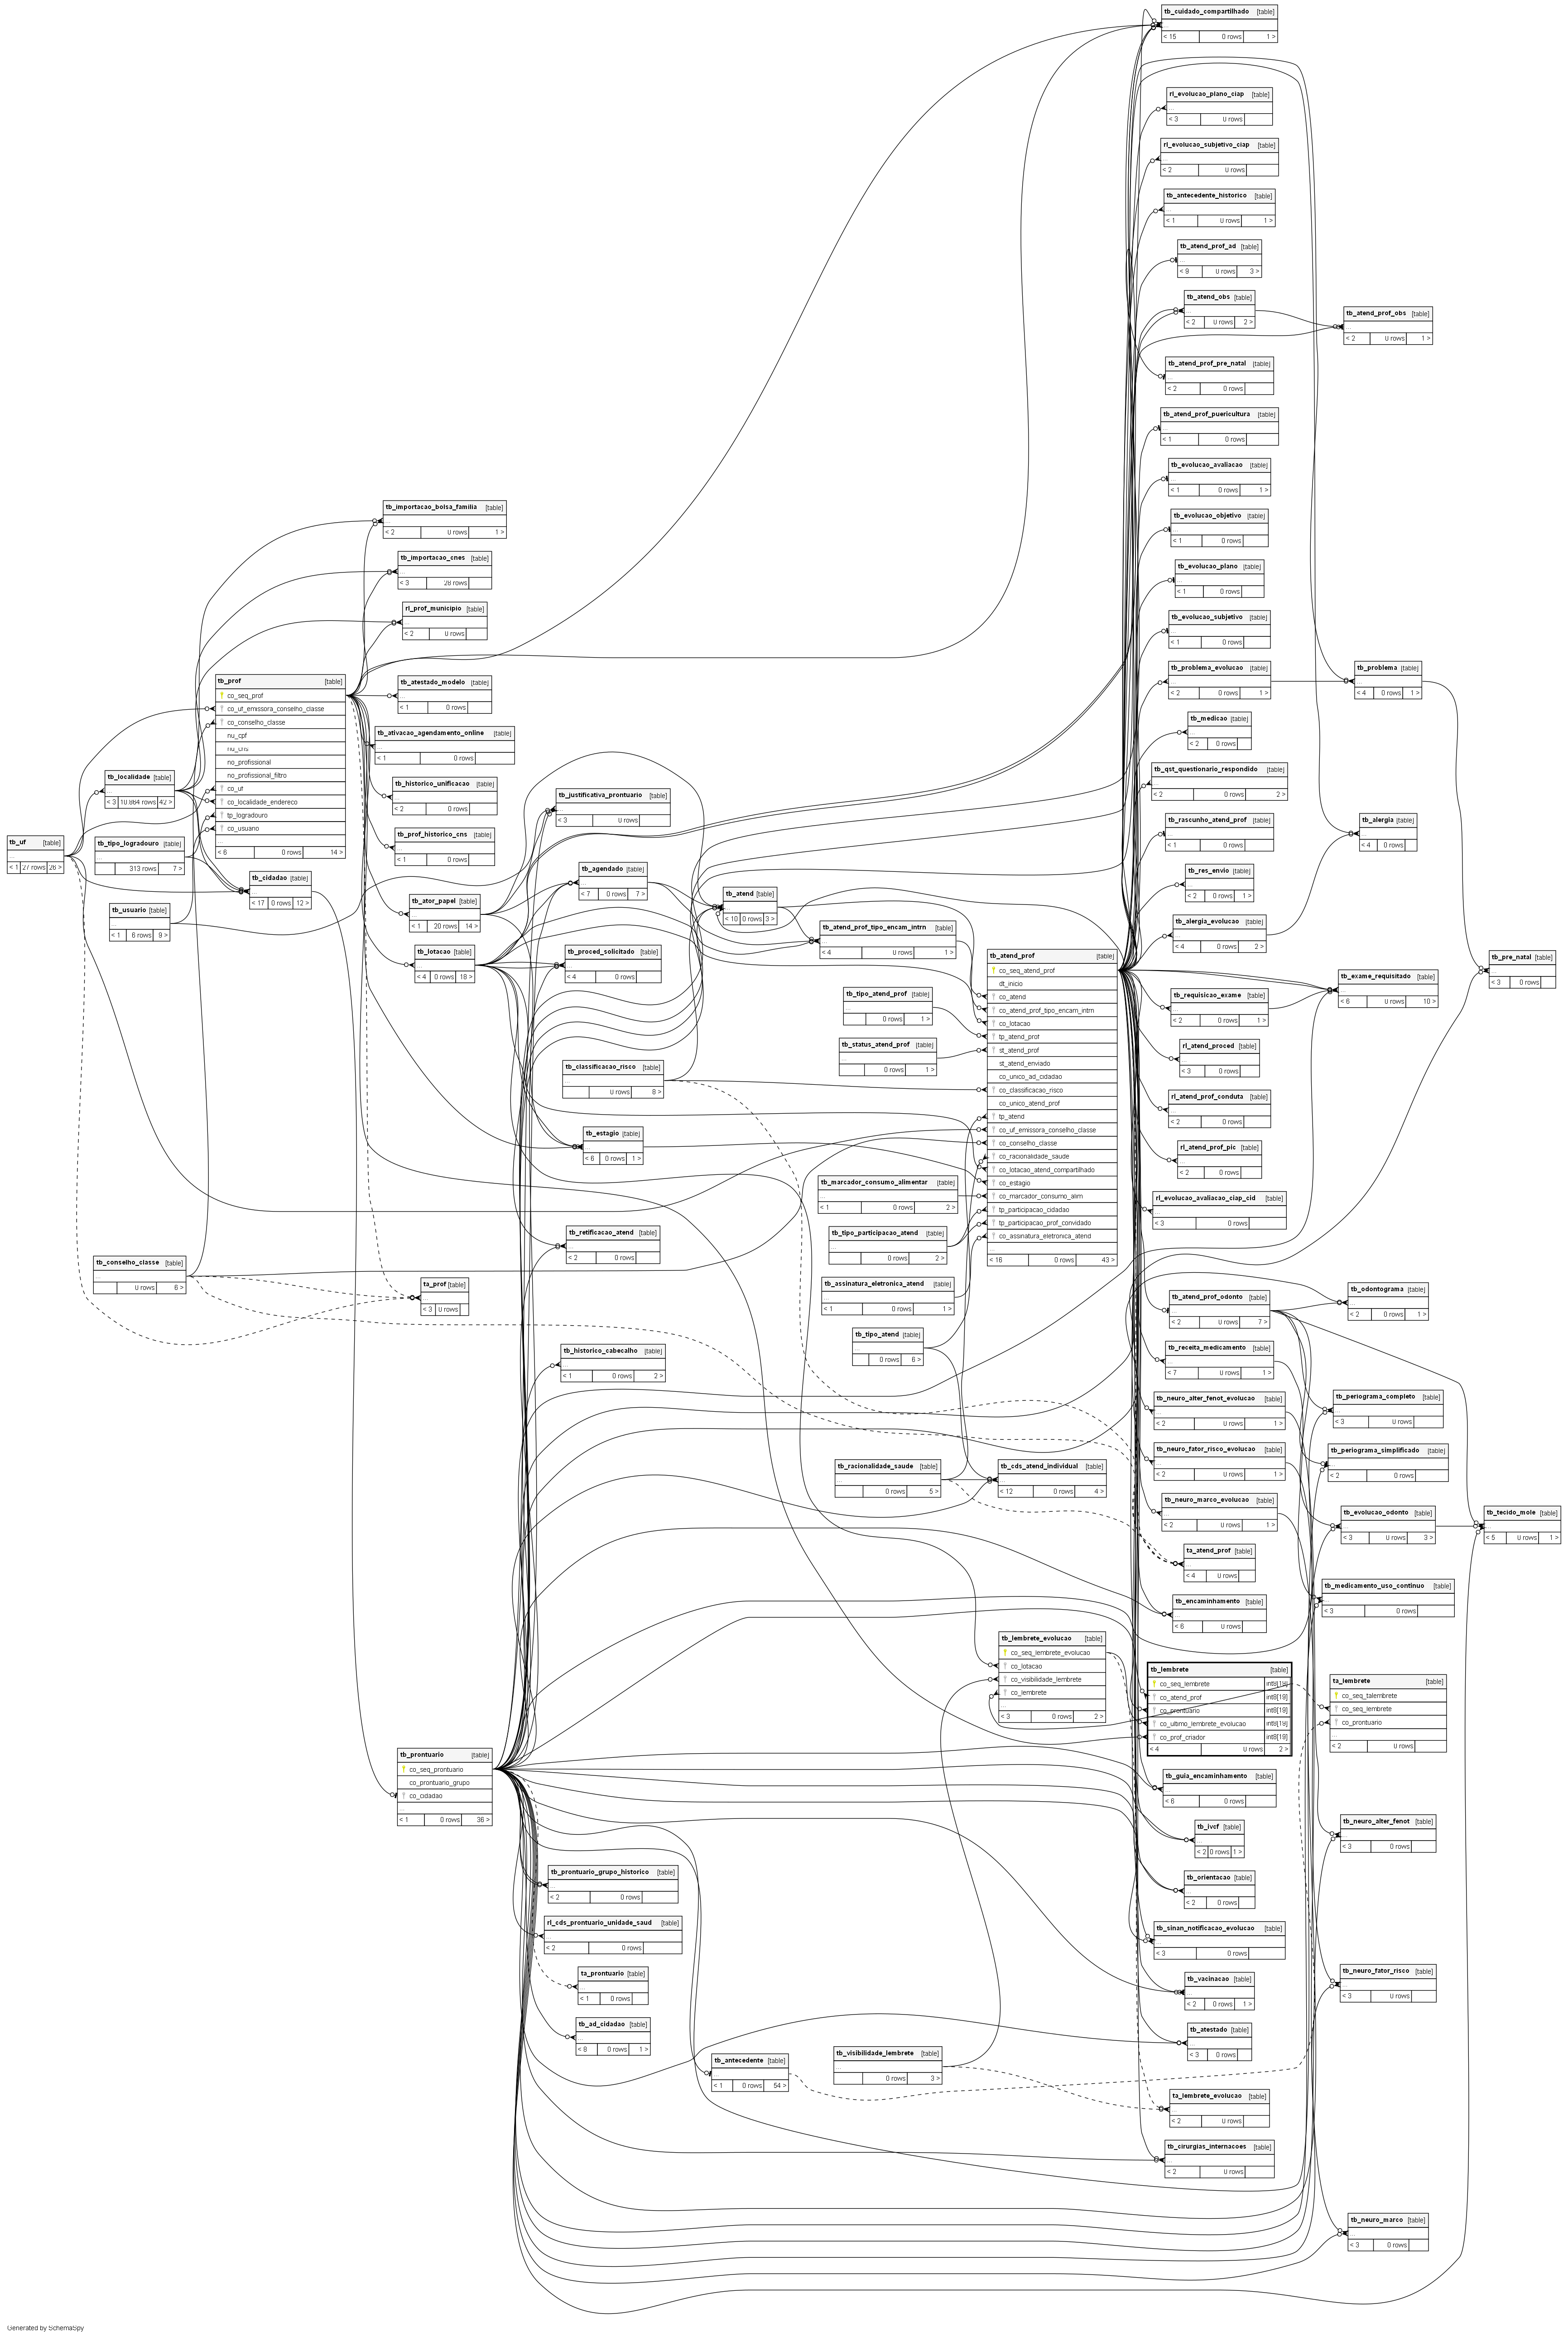 tb_cuidado_compartilhado [table]
...
< 15 0 rows 1 >
rl_evolucao_plano_ciap [table]
...
< 3 0 rows
rl_evolucao_subjetivo_ciap [table]
...
< 2 0 rows
tb_antecedente_historico [table]
...
< 1 0 rows 1 >
tb_atend_prof_ad [table]
...
< 9 0 rows 3 >
tb_atend_obs [table]
...
< 2 0 rows 2 >
tb_atend_prof_obs [table]
...
< 2 0 rows 1 >
tb_atend_prof_pre_natal [table]
...
< 2 0 rows
tb_atend_prof_puericultura [table]
...
< 1 0 rows
tb_evolucao_avaliacao [table]
...
< 1 0 rows 1 >
tb_importacao_bolsa_familia [table]
...
< 2 0 rows 1 >
tb_evolucao_objetivo [table]
...
< 1 0 rows
tb_importacao_cnes [table]
...
< 3 28 rows
tb_evolucao_plano [table]
...
< 1 0 rows
rl_prof_municipio [table]
...
< 2 0 rows
tb_evolucao_subjetivo [table]
...
< 1 0 rows
tb_prof [table]
co_seq_prof
co_uf_emissora_conselho_classe
co_conselho_classe
nu_cpf
nu_cns
no_profissional
no_profissional_filtro
co_uf
co_localidade_endereco
tp_logradouro
co_usuario
...
< 6 0 rows 14 >
tb_problema_evolucao [table]
...
< 2 0 rows 1 >
tb_problema [table]
...
< 4 0 rows 1 >
tb_atestado_modelo [table]
...
< 1 0 rows
tb_medicao [table]
...
< 2 0 rows
tb_ativacao_agendamento_online [table]
...
< 1 0 rows
tb_qst_questionario_respondido [table]
...
< 2 0 rows 2 >
tb_localidade [table]
...
< 3 10.864 rows 42 >
tb_historico_unificacao [table]
...
< 2 0 rows
tb_justificativa_prontuario [table]
...
< 3 0 rows
tb_rascunho_atend_prof [table]
...
< 1 0 rows
tb_alergia [table]
...
< 4 0 rows
tb_uf [table]
...
< 1 27 rows 26 >
tb_tipo_logradouro [table]
...
313 rows 7 >
tb_prof_historico_cns [table]
...
< 1 0 rows
tb_cidadao [table]
...
< 17 0 rows 12 >
tb_agendado [table]
...
< 7 0 rows 7 >
tb_res_envio [table]
...
< 2 0 rows 1 >
tb_usuario [table]
...
< 1 6 rows 9 >
tb_ator_papel [table]
...
< 1 20 rows 14 >
tb_atend [table]
...
< 10 0 rows 3 >
tb_atend_prof_tipo_encam_intrn [table]
...
< 4 0 rows 1 >
tb_alergia_evolucao [table]
...
< 4 0 rows 2 >
tb_lotacao [table]
...
< 4 0 rows 18 >
tb_proced_solicitado [table]
...
< 4 0 rows
tb_atend_prof [table]
co_seq_atend_prof
dt_inicio
co_atend
co_atend_prof_tipo_encam_intrn
co_lotacao
tp_atend_prof
st_atend_prof
st_atend_enviado
co_unico_ad_cidadao
co_classificacao_risco
co_unico_atend_prof
tp_atend
co_uf_emissora_conselho_classe
co_conselho_classe
co_racionalidade_saude
co_lotacao_atend_compartilhado
co_estagio
co_marcador_consumo_alim
tp_participacao_cidadao
tp_participacao_prof_convidado
co_assinatura_eletronica_atend
...
< 16 0 rows 43 >
tb_pre_natal [table]
...
< 3 0 rows
tb_exame_requisitado [table]
...
< 6 0 rows 10 >
tb_tipo_atend_prof [table]
...
0 rows 1 >
tb_requisicao_exame [table]
...
< 2 0 rows 1 >
tb_status_atend_prof [table]
...
0 rows 1 >
rl_atend_proced [table]
...
< 3 0 rows
tb_classificacao_risco [table]
...
0 rows 8 >
rl_atend_prof_conduta [table]
...
< 2 0 rows
tb_estagio [table]
...
< 6 0 rows 1 >
rl_atend_prof_pic [table]
...
< 2 0 rows
tb_marcador_consumo_alimentar [table]
...
< 1 0 rows 2 >
rl_evolucao_avaliacao_ciap_cid [table]
...
< 3 0 rows
tb_retificacao_atend [table]
...
< 2 0 rows
tb_tipo_participacao_atend [table]
...
0 rows 2 >
tb_conselho_classe [table]
...
0 rows 6 >
ta_prof [table]
...
< 3 0 rows
tb_assinatura_eletronica_atend [table]
...
< 1 0 rows 1 >
tb_atend_prof_odonto [table]
...
< 2 0 rows 7 >
tb_odontograma [table]
...
< 2 0 rows 1 >
tb_tipo_atend [table]
...
0 rows 6 >
tb_historico_cabecalho [table]
...
< 1 0 rows 2 >
tb_receita_medicamento [table]
...
< 7 0 rows 1 >
tb_neuro_alter_fenot_evolucao [table]
...
< 2 0 rows 1 >
tb_periograma_completo [table]
...
< 3 0 rows
tb_neuro_fator_risco_evolucao [table]
...
< 2 0 rows 1 >
tb_periograma_simplificado [table]
...
< 2 0 rows
tb_racionalidade_saude [table]
...
0 rows 5 >
tb_cds_atend_individual [table]
...
< 12 0 rows 4 >
tb_neuro_marco_evolucao [table]
...
< 2 0 rows 1 >
tb_evolucao_odonto [table]
...
< 3 0 rows 3 >
tb_tecido_mole [table]
...
< 5 0 rows 1 >
ta_atend_prof [table]
...
< 4 0 rows
tb_medicamento_uso_continuo [table]
...
< 3 0 rows
tb_encaminhamento [table]
...
< 6 0 rows
tb_lembrete_evolucao [table]
co_seq_lembrete_evolucao
co_lotacao
co_visibilidade_lembrete
co_lembrete
...
< 3 0 rows 2 >
tb_lembrete [table]
co_seq_lembrete int8[19]
co_atend_prof int8[19]
co_prontuario int8[19]
co_ultimo_lembrete_evolucao int8[19]
co_prof_criador int8[19]
< 4 0 rows 2 >
ta_lembrete [table]
co_seq_talembrete
co_seq_lembrete
co_prontuario
...
< 2 0 rows
tb_prontuario [table]
co_seq_prontuario
co_prontuario_grupo
co_cidadao
...
< 1 0 rows 36 >
tb_guia_encaminhamento [table]
...
< 6 0 rows
tb_ivcf [table]
...
< 2 0 rows 1 >
tb_neuro_alter_fenot [table]
...
< 3 0 rows
tb_prontuario_grupo_historico [table]
...
< 2 0 rows
tb_orientacao [table]
...
< 2 0 rows
rl_cds_prontuario_unidade_saud [table]
...
< 2 0 rows
tb_sinan_notificacao_evolucao [table]
...
< 3 0 rows
ta_prontuario [table]
...
< 1 0 rows
tb_vacinacao [table]
...
< 2 0 rows 1 >
tb_neuro_fator_risco [table]
...
< 3 0 rows
tb_ad_cidadao [table]
...
< 8 0 rows 1 >
tb_atestado [table]
...
< 3 0 rows
tb_antecedente [table]
...
< 1 0 rows 54 >
tb_visibilidade_lembrete [table]
...
0 rows 3 >
ta_lembrete_evolucao [table]
...
< 2 0 rows
tb_cirurgias_internacoes [table]
...
< 2 0 rows
tb_neuro_marco [table]
...
< 3 0 rows
Generated by SchemaSpy